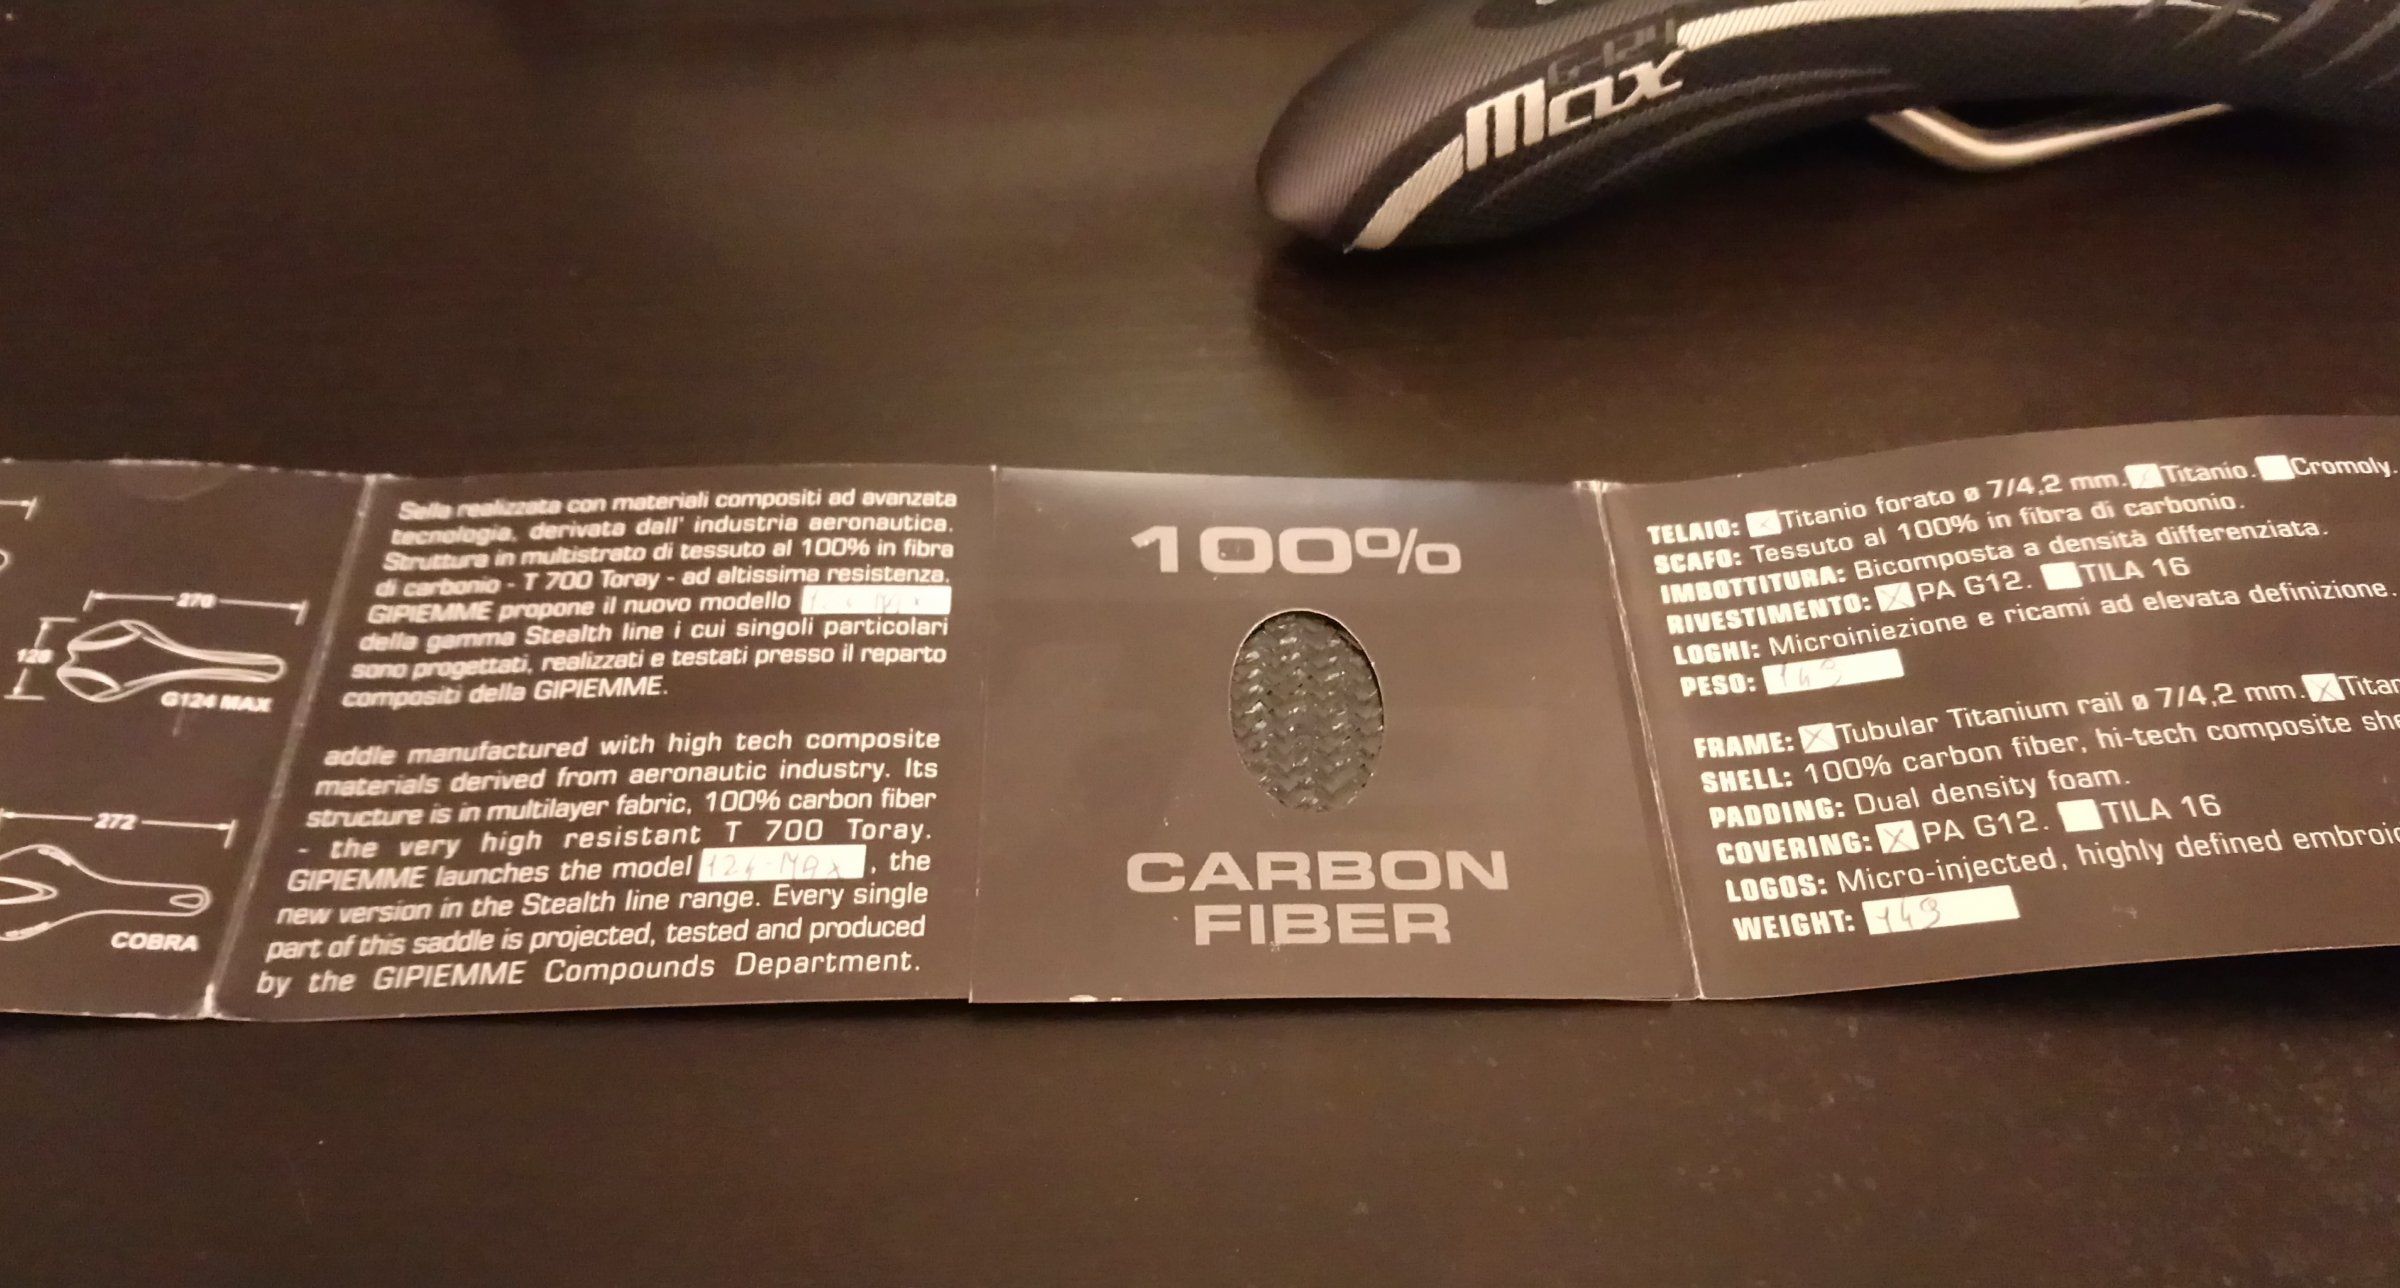 Max
270
128
G124 MAX
272
COBRA
Sella realizzata con materiali compositi ad avanzata
tecnologia, derivata dall' industria aeronautica.
Struttura in multistrato di tessuto al 100% in fibra
di carbonio - T 700 Toray - ad altissima resistenza.
GIPIEMME propone il nuovo modello
della gamma Stealth line i cui singoli particolari
sono progettati, realizzati e testati presso il reparto
compositi della GIPIEMME.
addle manufactured with high tech composite
materials derived from aeronautic industry. Its
structure is in multilayer fabric, 100% carbon fiber
- the very high resistant T 700 Toray.
GIPIEMME launches the model 124-MAX , the
new version in the Stealth line range. Every single
part of this saddle is projected, tested and produced
by the GIPIEMME Compounds Department.
100%
CARBON
FIBER
TELAIO: Titanio forato ø 7/4,2 mm. Titanio. Cromoly.
SCAFO: Tessuto al 100% in fibra di carbonio.
IMBOTTITURA: Bicomposta a densità differenziata.
RIVESTIMENTO: PA G12. TILA 16
LOGHI: Microiniezione e ricami ad elevata definizione.
PESO: 149
FRAME: Tubular Titanium rail ø 7/4,2 mm. Titan
SHELL: 100% carbon fiber, hi-tech composite she
PADDING: Dual density foam.
COVERING: PA G12. TILA 16
LOGOS: Micro-injected, highly defined embroid
WEIGHT: 149